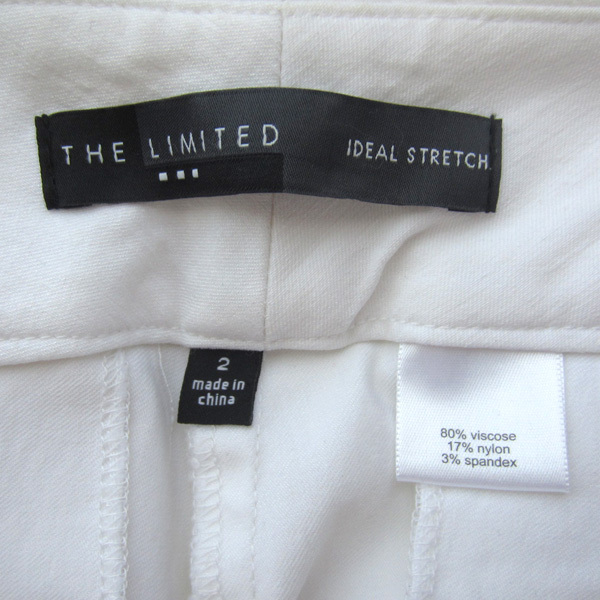 THE LIMITED
IDEAL STRETCH
2
made in
china
80% viscose
17% nylon
3% spandex